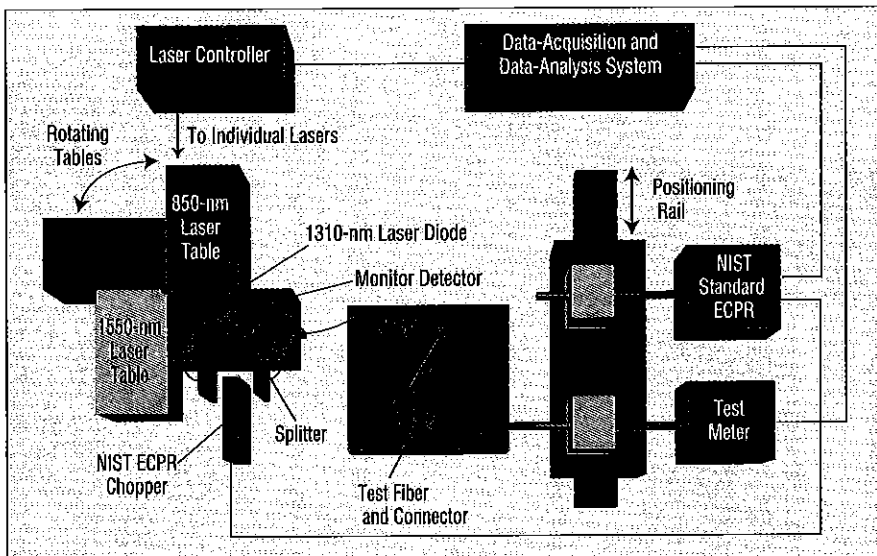 Laser Controller
Data-Acquisition and
Data-Analysis System
Rotating
Tables
To Individual Lasers
850-nm
Laser
Table
Positioning
Rail
1310-nm Laser Diode
Monitor Detector
NIST
Standard
ECPR
1550-nm
Laser
Table
Splitter
Test
Meter
NIST ECPR
Chopper
Test Fiber
and Connector